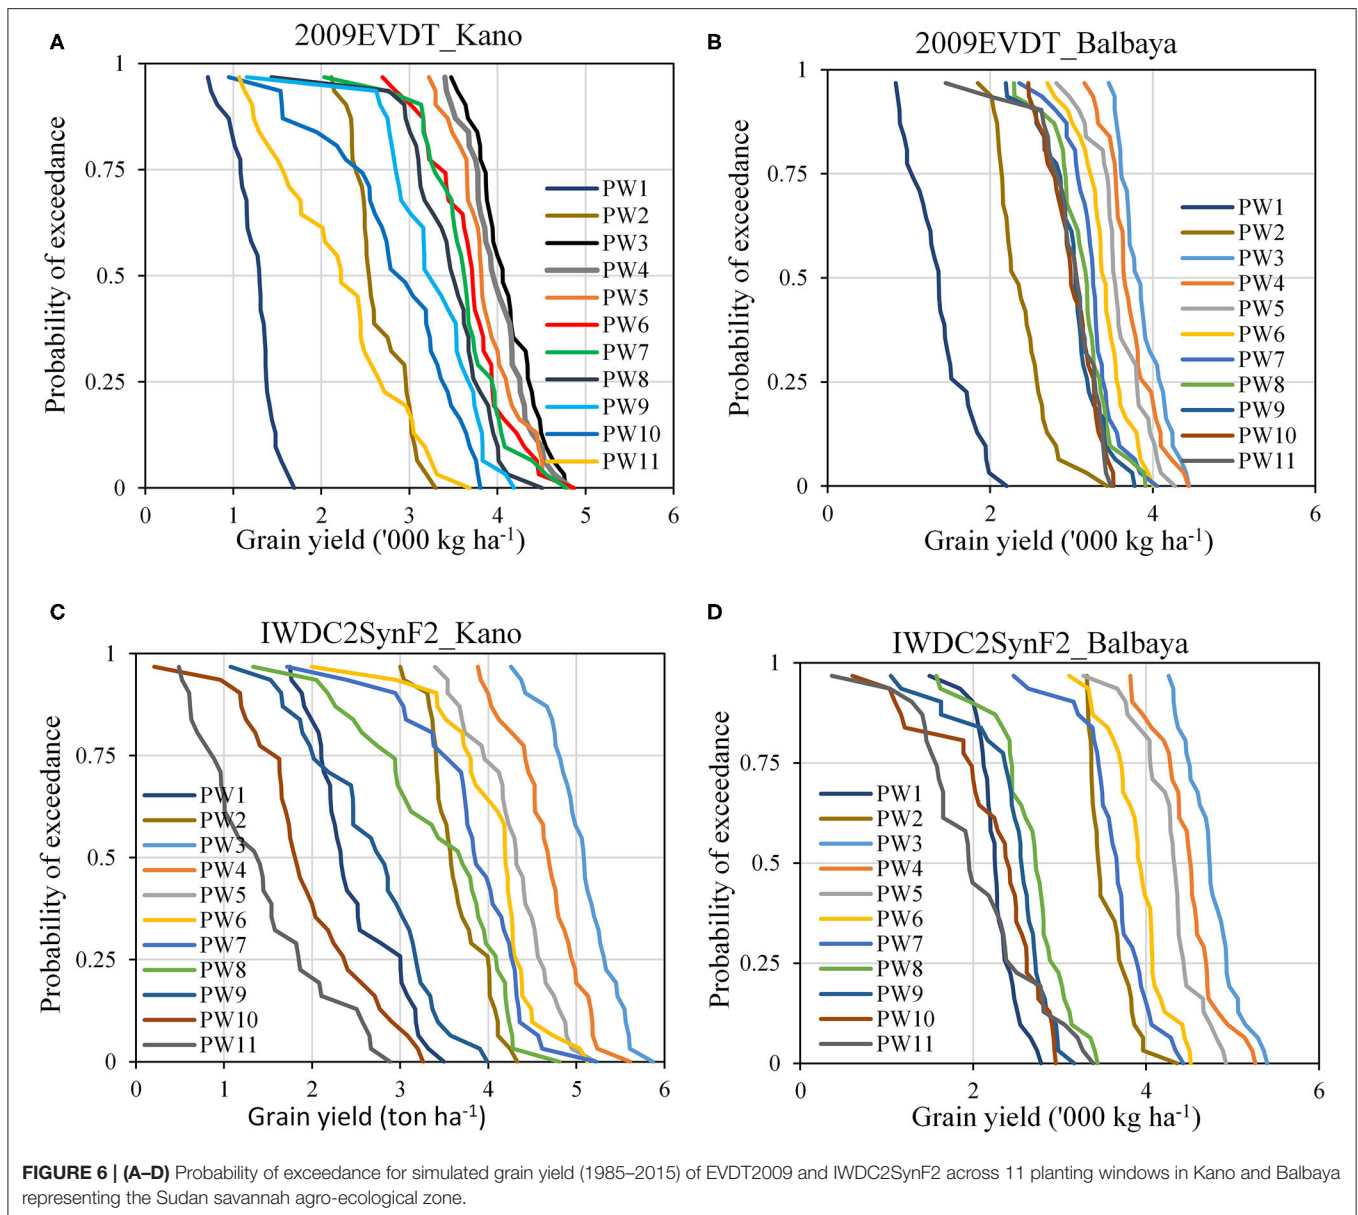 A
2009EVDT_Kano
Probability of exceedance
1
0.75
0.5
0.25
0
0 1 2 3 4 5 6
Grain yield ('000 kg ha-1)
PW1
PW2
PW3
PW4
PW5
PW6
PW7
PW8
PW9
PW10
PW11
B
2009EVDT_Balbaya
Probability of exceedance
1
0.75
0.5
0.25
0
0 2 4 6
Grain yield ('000 kg ha-1)
PW1
PW2
PW3
PW4
PW5
PW6
PW7
PW8
PW9
PW10
PW11
C
IWDC2SynF2_Kano
Probability of exceedance
1
0.75
0.5
0.25
0
0 1 2 3 4 5 6
Grain yield (ton ha-1)
PW1
PW2
PW3
PW4
PW5
PW6
PW7
PW8
PW9
PW10
PW11
D
IWDC2SynF2_Balbaya
Probability of exceedance
1
0.75
0.5
0.25
0
0 2 4 6
Grain yield ('000 kg ha-1)
PW1
PW2
PW3
PW4
PW5
PW6
PW7
PW8
PW9
PW10
PW11
FIGURE 6 | (A–D) Probability of exceedance for simulated grain yield (1985–2015) of EVDT2009 and IWDC2SynF2 across 11 planting windows in Kano and Balbaya
representing the Sudan savannah agro-ecological zone.